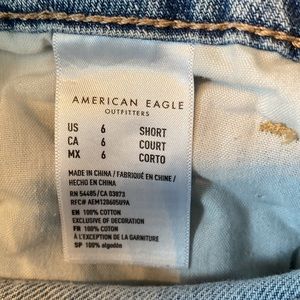 AMERICAN EAGLE
OUTFITTERS
US 6 SHORT
CA 6 COURT
MX 6 CORTO
MADE IN CHINA / FABRIQUÉ EN CHINE /
HECHO EN CHINA
RN 54485/CA 03873
RFC# AEM120605U9A
EN 100% COTTON
EXCLUSIVE OF DECORATION
FR 100% COTON
À L'EXCEPTION DE LA GARNITURE
SP 100% algodón